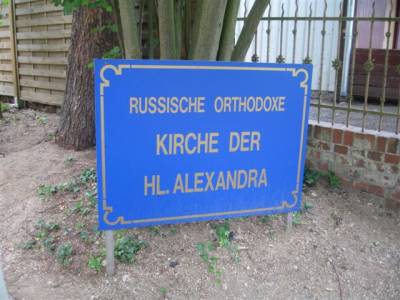 RUSSISCHE ORTHODOXE
KIRCHE DER
HL. ALEXANDRA